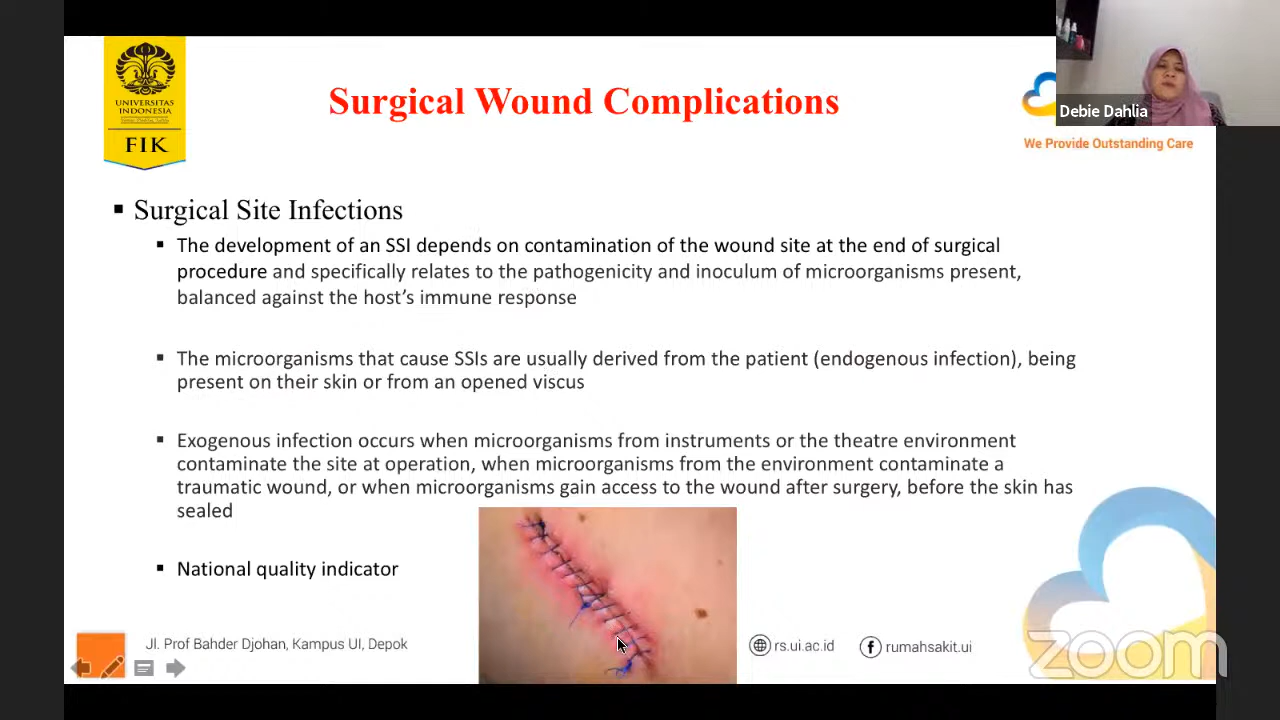 UNIVERSITAS
INDONESIA
FIK
Surgical Wound Complications
Debie Dahlia
We Provide Outstanding Care
▪ Surgical Site Infections
▪ The development of an SSI depends on contamination of the wound site at the end of surgical
procedure and specifically relates to the pathogenicity and inoculum of microorganisms present,
balanced against the host's immune response
▪ The microorganisms that cause SSIs are usually derived from the patient (endogenous infection), being
present on their skin or from an opened viscus
▪ Exogenous infection occurs when microorganisms from instruments or the theatre environment
contaminate the site at operation, when microorganisms from the environment contaminate a
traumatic wound, or when microorganisms gain access to the wound after surgery, before the skin has
sealed
▪ National quality indicator
Jl. Prof Bahder Djohan, Kampus UI, Depok
rs.ui.ac.id
rumahsakit.ui
zoom